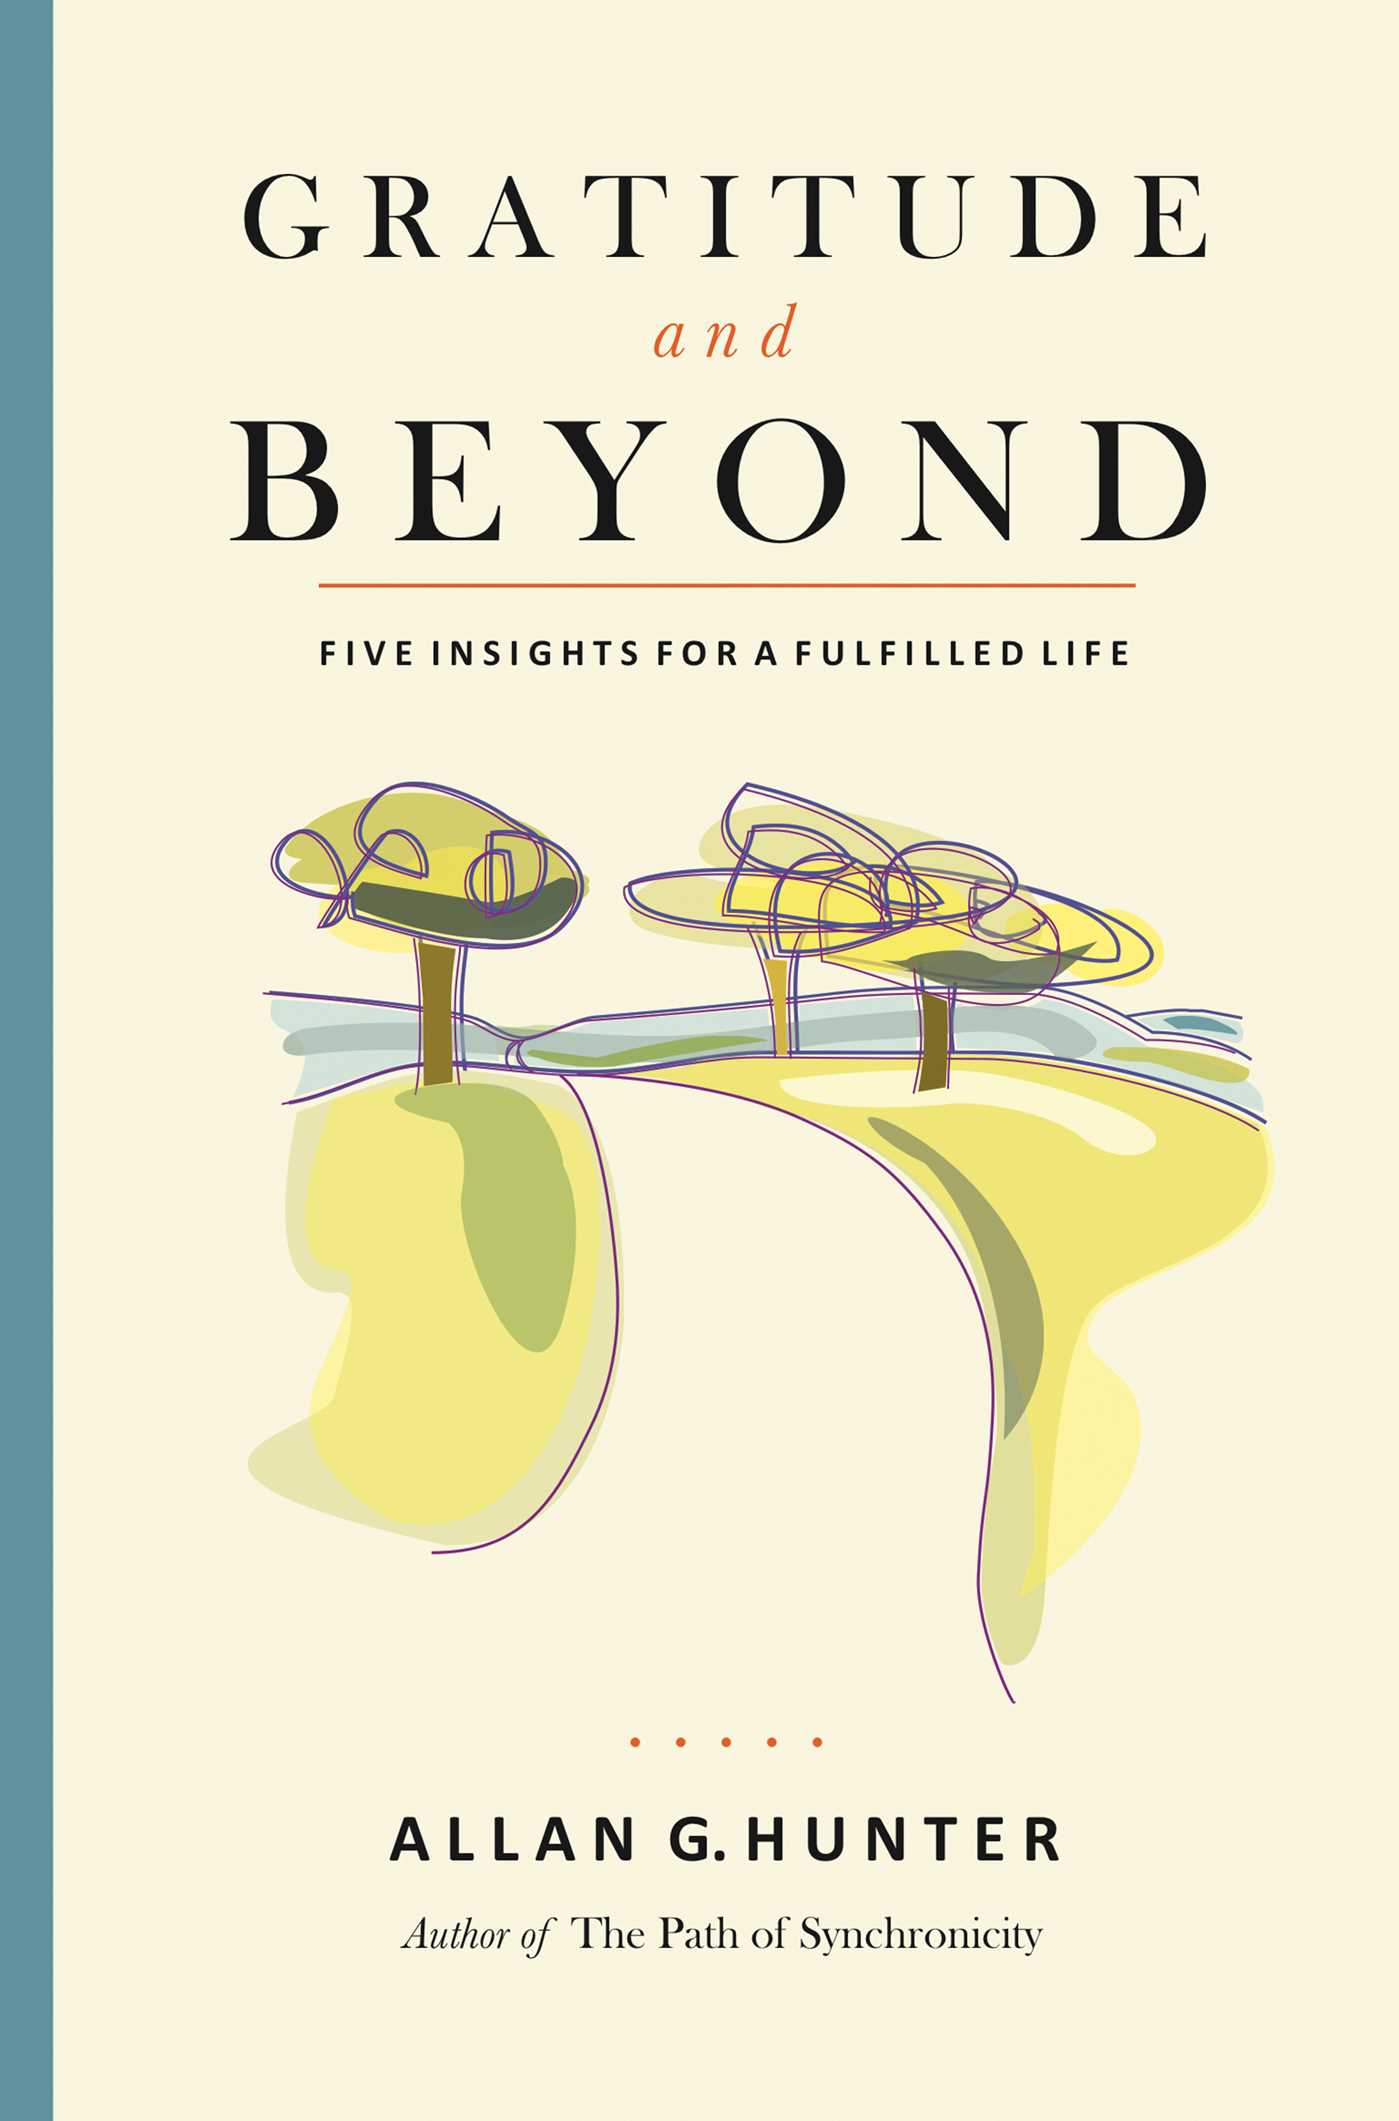 GRATITUDE
and
BEYOND
FIVE INSIGHTS FOR A FULFILLED LIFE
ALLAN G. HUNTER
Author of The Path of Synchronicity